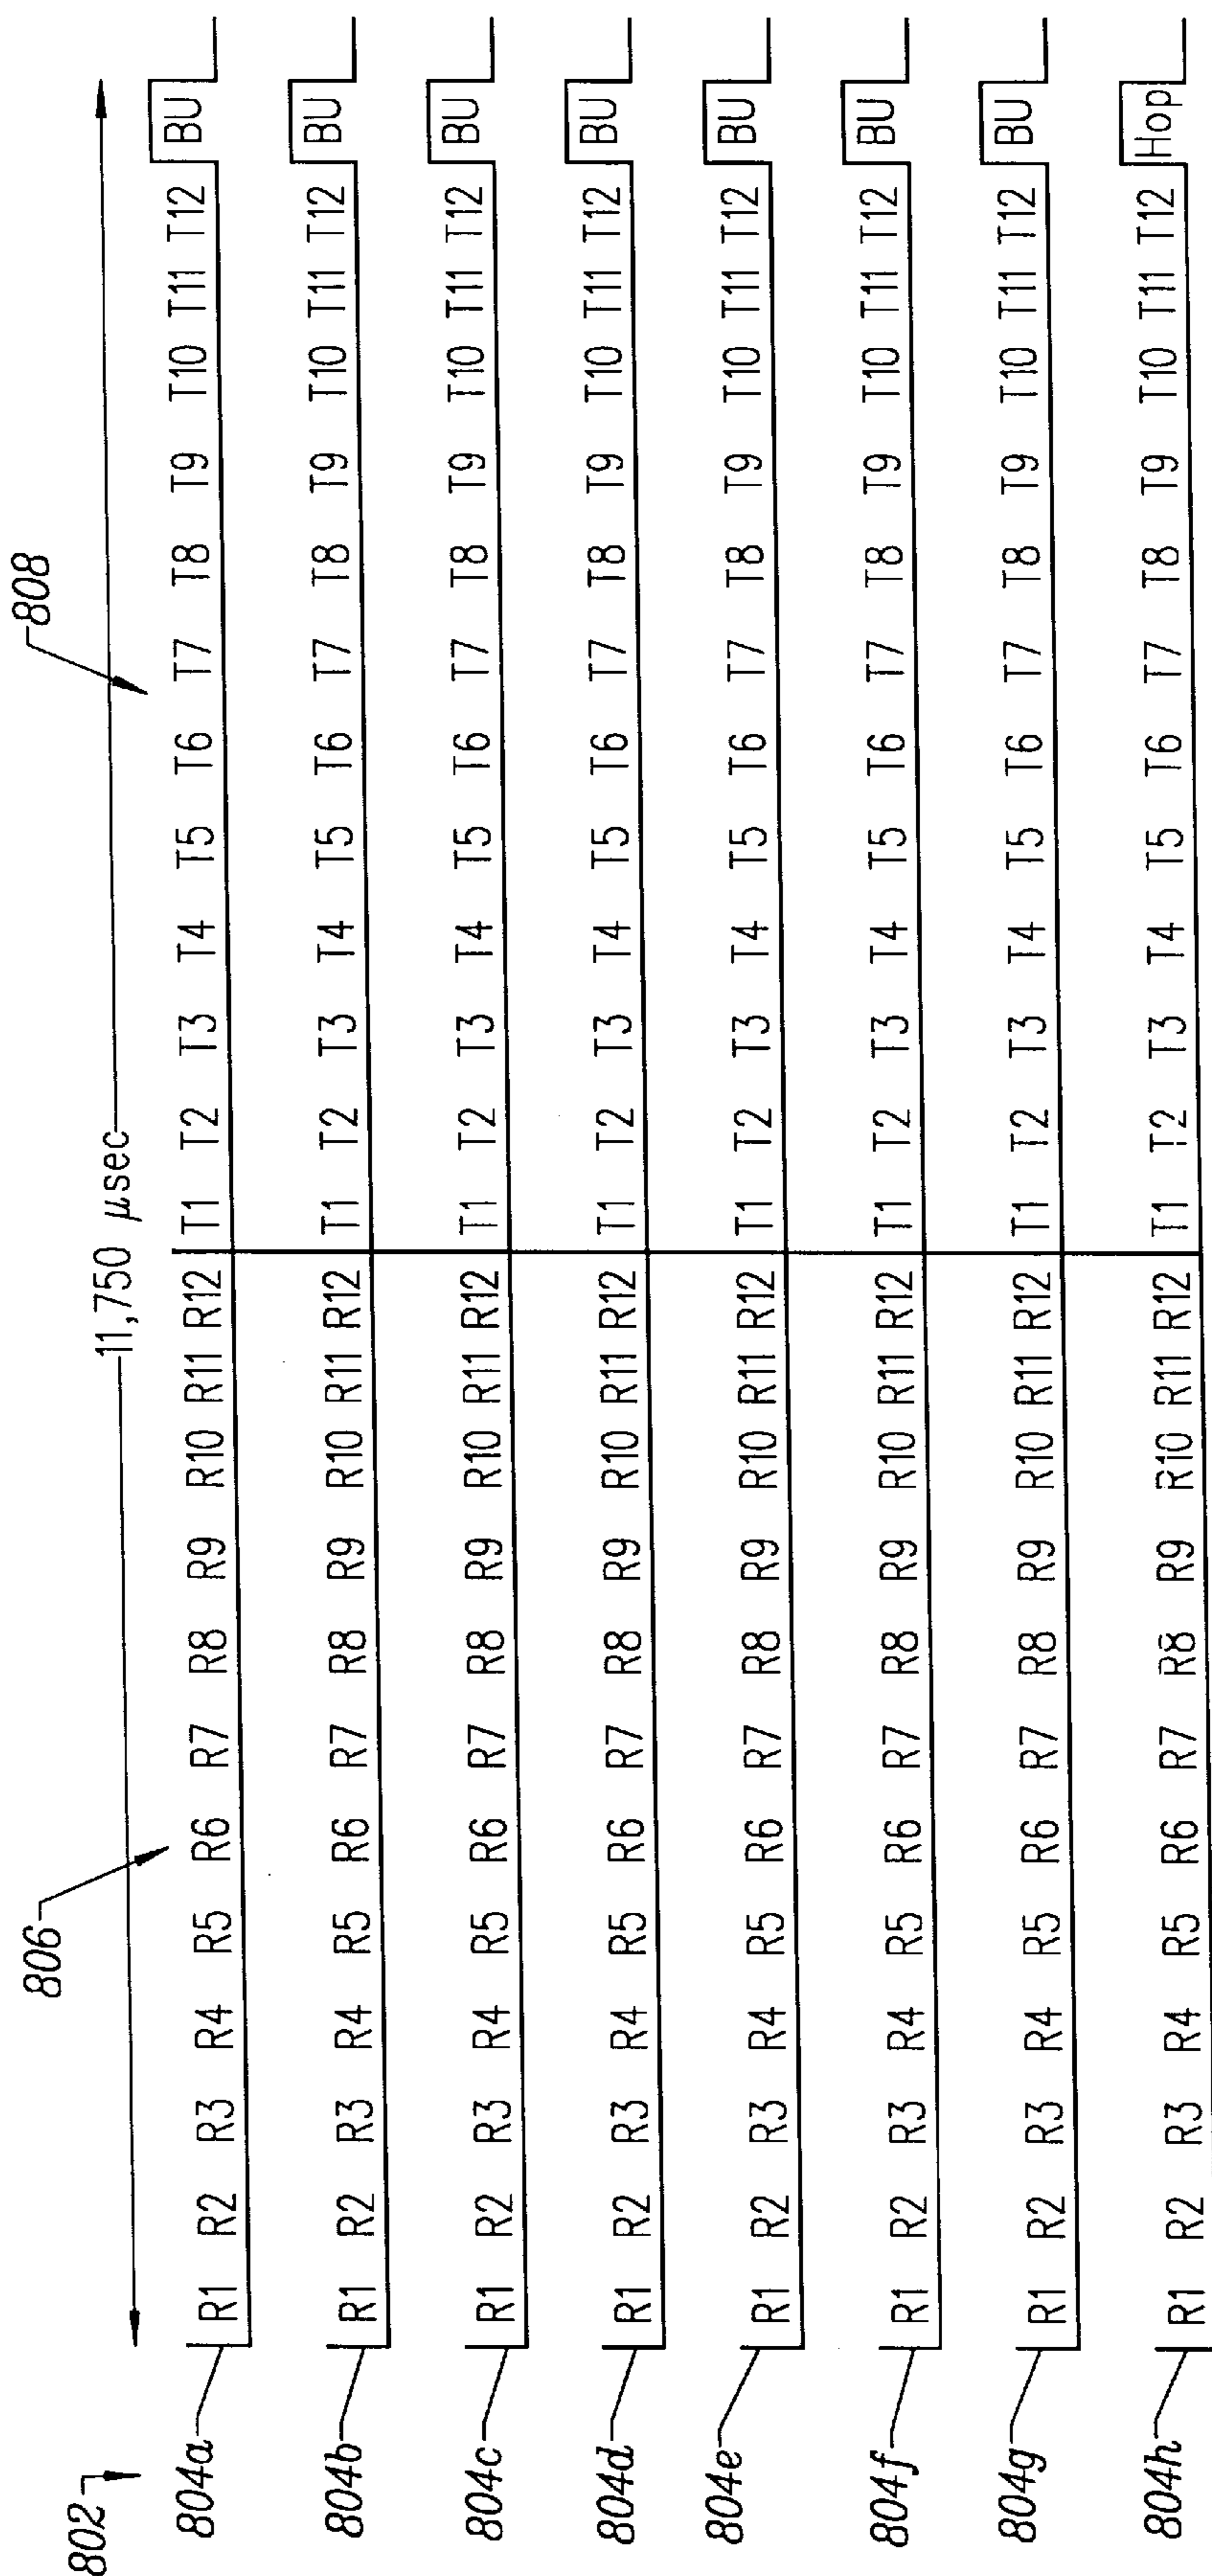 802
806
808
11,750 μsec
804a R1 R2 R3 R4 R5 R6 R7 R8 R9 R10 R11 R12 T1 T2 T3 T4 T5 T6 T7 T8 T9 T10 T11 T12 BU
804b R1 R2 R3 R4 R5 R6 R7 R8 R9 R10 R11 R12 T1 T2 T3 T4 T5 T6 T7 T8 T9 T10 T11 T12 BU
804c R1 R2 R3 R4 R5 R6 R7 R8 R9 R10 R11 R12 T1 T2 T3 T4 T5 T6 T7 T8 T9 T10 T11 T12 BU
804d R1 R2 R3 R4 R5 R6 R7 R8 R9 R10 R11 R12 T1 T2 T3 T4 T5 T6 T7 T8 T9 T10 T11 T12 BU
804e R1 R2 R3 R4 R5 R6 R7 R8 R9 R10 R11 R12 T1 T2 T3 T4 T5 T6 T7 T8 T9 T10 T11 T12 BU
804f R1 R2 R3 R4 R5 R6 R7 R8 R9 R10 R11 R12 T1 T2 T3 T4 T5 T6 T7 T8 T9 T10 T11 T12 BU
804g R1 R2 R3 R4 R5 R6 R7 R8 R9 R10 R11 R12 T1 T2 T3 T4 T5 T6 T7 T8 T9 T10 T11 T12 BU
804h R1 R2 R3 R4 R5 R6 R7 R8 R9 R10 R11 R12 T1 T2 T3 T4 T5 T6 T7 T8 T9 T10 T11 T12 Hop